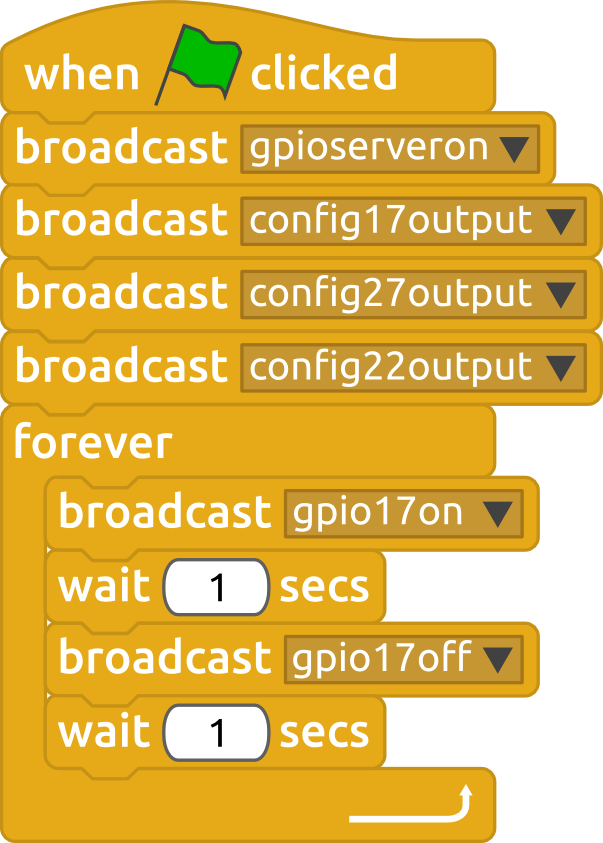 when clicked
broadcast gpioserveron
broadcast config17output
broadcast config27output
broadcast config22output
forever
broadcast gpio17on
wait 1 secs
broadcast gpio17off
wait 1 secs